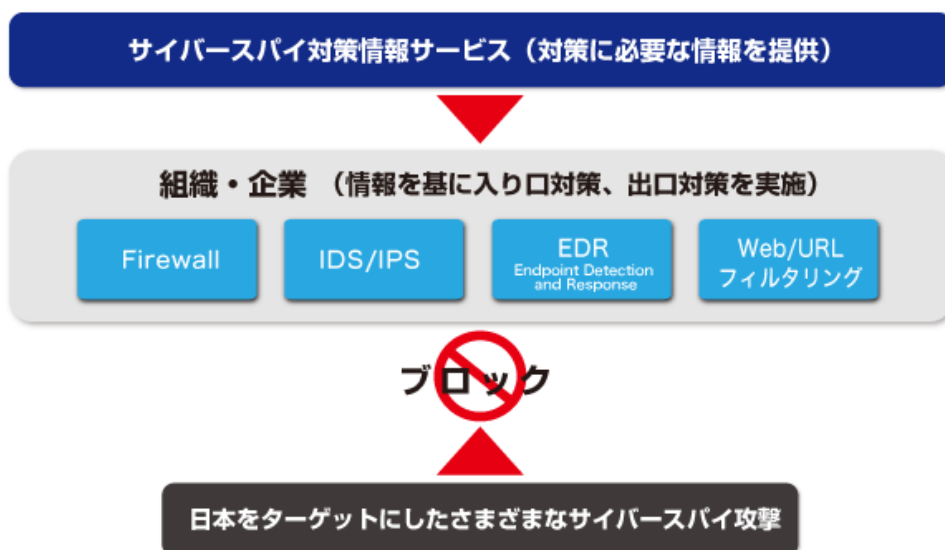 サイバースパイ対策情報サービス（対策に必要な情報を提供）
組織・企業 （情報を基に入り口対策、出口対策を実施）
Firewall
IDS/IPS
EDR
Endpoint Detection
and Response
Web/URL
フィルタリング
ブロック
日本をターゲットにしたさまざまなサイバースパイ攻撃